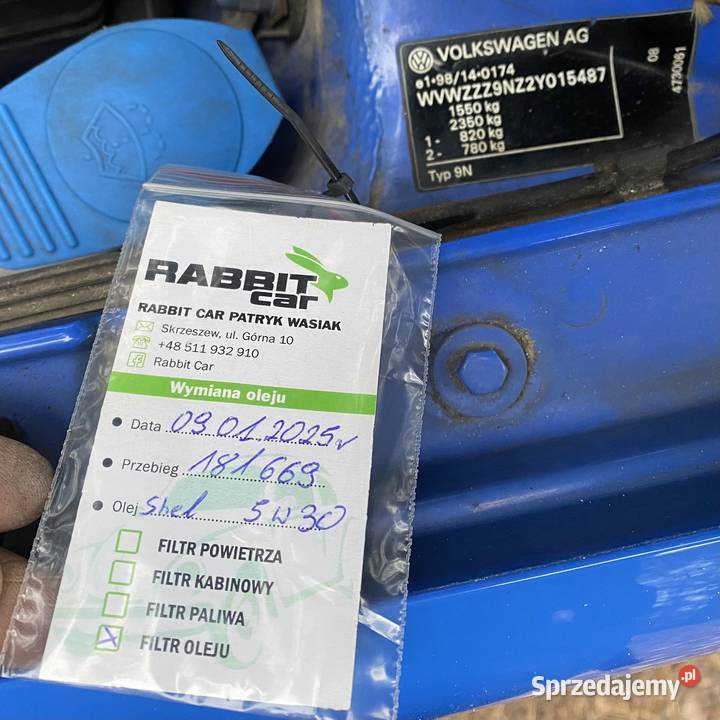 VOLKSWAGEN AG
e1·98/14·0174
WVWZZZ9NZ2Y015487
1550 kg
2350 kg
1- 820 kg
2- 780 kg
Typ 9N
08
4730081
RABBIT
car
RABBIT CAR PATRYK WASIAK
Skrzeszew, ul. Górna 10
+48 511 932 910
Rabbit Car
Wymiana oleju
Data 09.01.2025r
Przebieg 181669
Olej Shel 5w30
FILTR POWIETRZA
FILTR KABINOWY
FILTR PALIWA
FILTR OLEJU
Sprzedajemy.pl